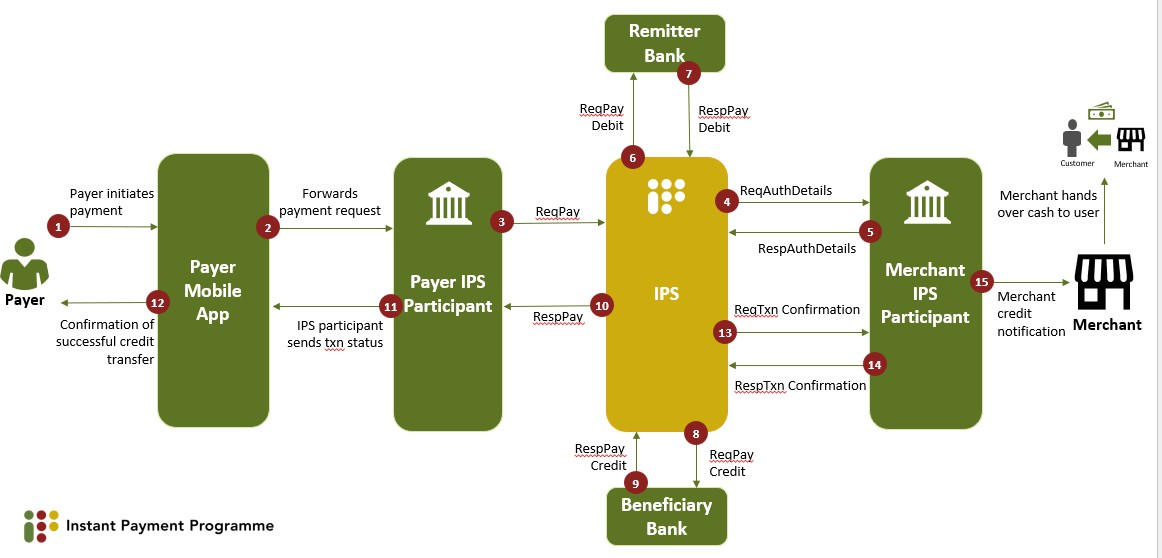 Remitter
Bank
7
ReqPay
Debit
RespPay
Debit
6
Customer
Merchant
Payer initiates
payment
1
Forwards
payment request
2
3
ReqPay
4
ReqAuthDetails
5
RespAuthDetails
Merchant hands
over cash to user
Payer
Payer
Mobile
App
Payer IPS
Participant
IPS
Merchant
IPS
Participant
15
Merchant
credit
notification
Merchant
12
Confirmation of
successful credit
transfer
11
IPS participant
sends txn status
10
RespPay
ReqTxn Confirmation
13
14
RespTxn Confirmation
8
RespPay
Credit
ReqPay
Credit
9
Beneficiary
Bank
Instant Payment Programme